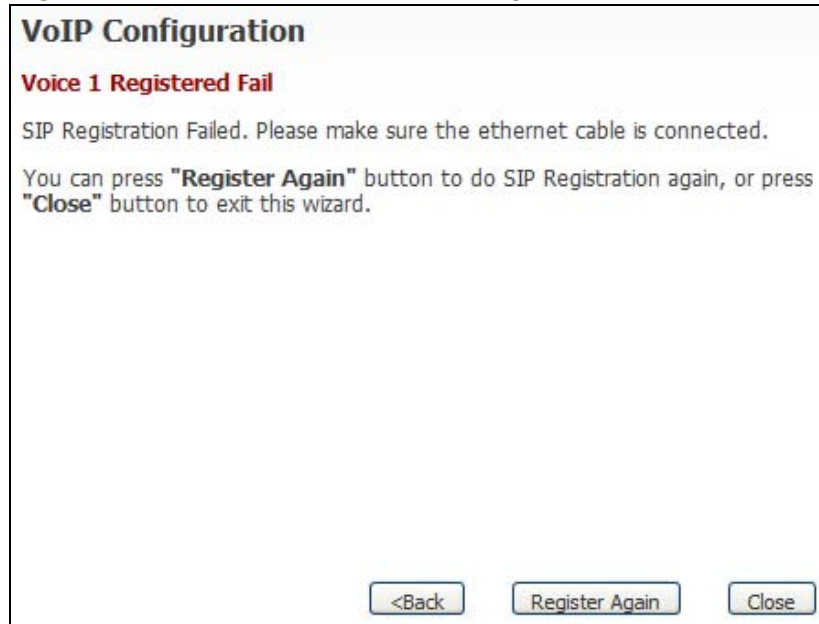 VoIP Configuration
Voice 1 Registered Fail
SIP Registration Failed. Please make sure the ethernet cable is connected.
You can press "Register Again" button to do SIP Registration again, or press
"Close" button to exit this wizard.
<Back Register Again Close